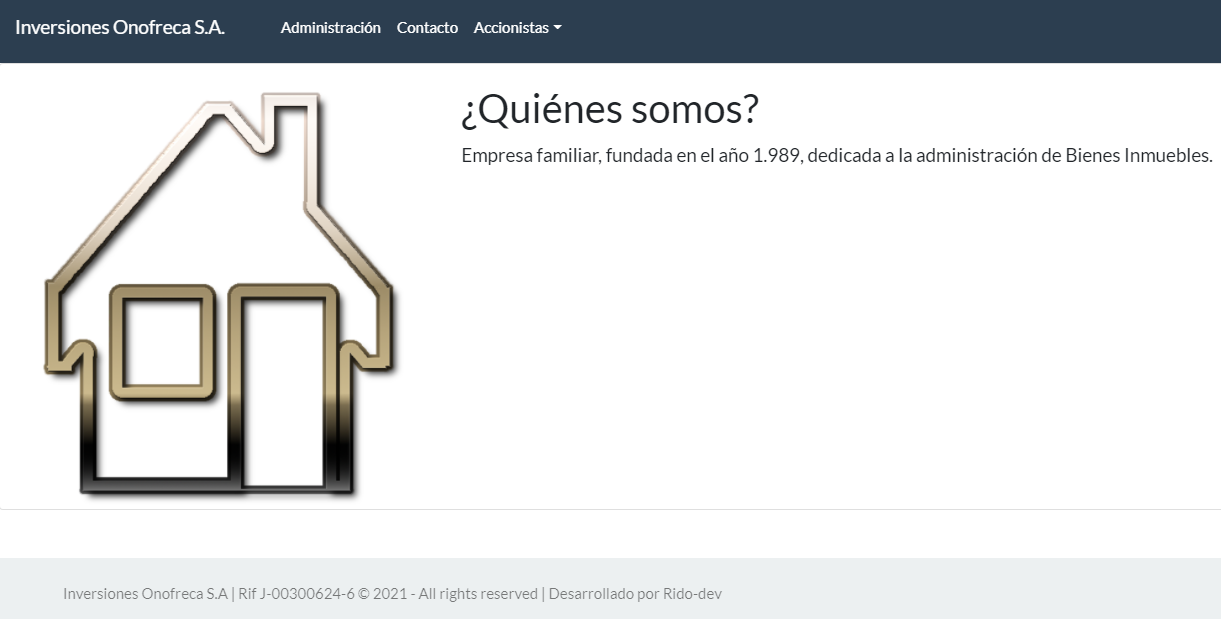 Inversiones Onofreca S.A. Administración Contacto Accionistas
¿Quiénes somos?
Empresa familiar, fundada en el año 1.989, dedicada a la administración de Bienes Inmuebles.
Inversiones Onofreca S.A | Rif J-00300624-6 © 2021 - All rights reserved | Desarrollado por Rido-dev